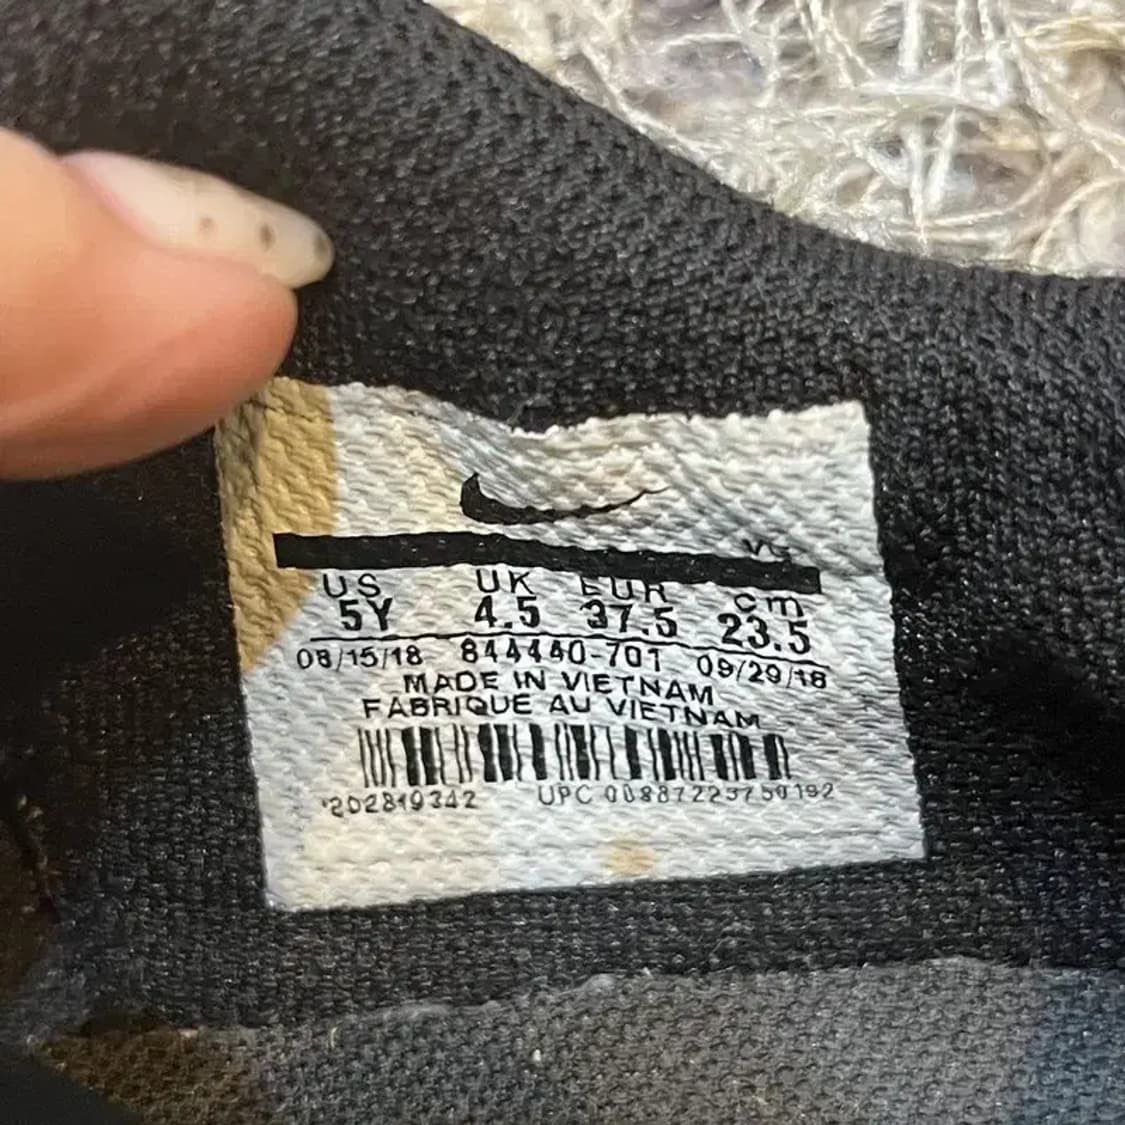 VG
US UK EUR cm
5Y 4.5 37.5 23.5
08/15/18 844440-701 09/29/18
MADE IN VIETNAM
FABRIQUE AU VIETNAM
*202819342 UPC 00887223750192